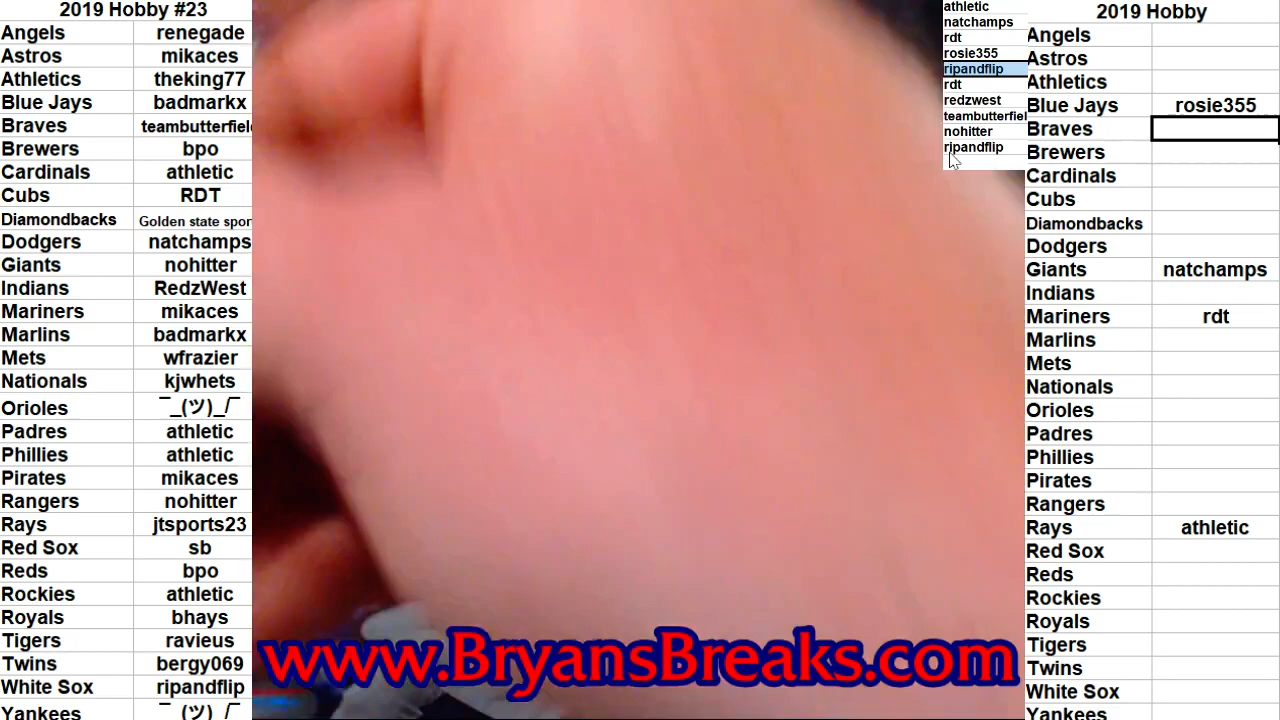 2019 Hobby #23
Angels renegade
Astros mikaces
Athletics theking77
Blue Jays badmarkx
Braves teambutterfiel
Brewers bpo
Cardinals athletic
Cubs RDT
Diamondbacks Golden state spor
Dodgers natchamps
Giants nohitter
Indians RedzWest
Mariners mikaces
Marlins badmarkx
Mets wfrazier
Nationals kjwhets
Orioles ¯_(ツ)_/¯
Padres athletic
Phillies athletic
Pirates mikaces
Rangers nohitter
Rays jtsports23
Red Sox sb
Reds bpo
Rockies athletic
Royals bhays
Tigers ravieus
Twins bergy069
White Sox ripandflip
Yankees ¯_(ツ)_/¯
www.BryansBreaks.com
athletic
natchamps
rdt
rosie355
ripandflip
rdt
redzwest
teambutterfiel
nohitter
ripandflip
2019 Hobby
Angels
Astros
Athletics
Blue Jays rosie355
Braves
Brewers
Cardinals
Cubs
Diamondbacks
Dodgers
Giants natchamps
Indians
Mariners rdt
Marlins
Mets
Nationals
Orioles
Padres
Phillies
Pirates
Rangers
Rays athletic
Red Sox
Reds
Rockies
Royals
Tigers
Twins
White Sox
Yankees